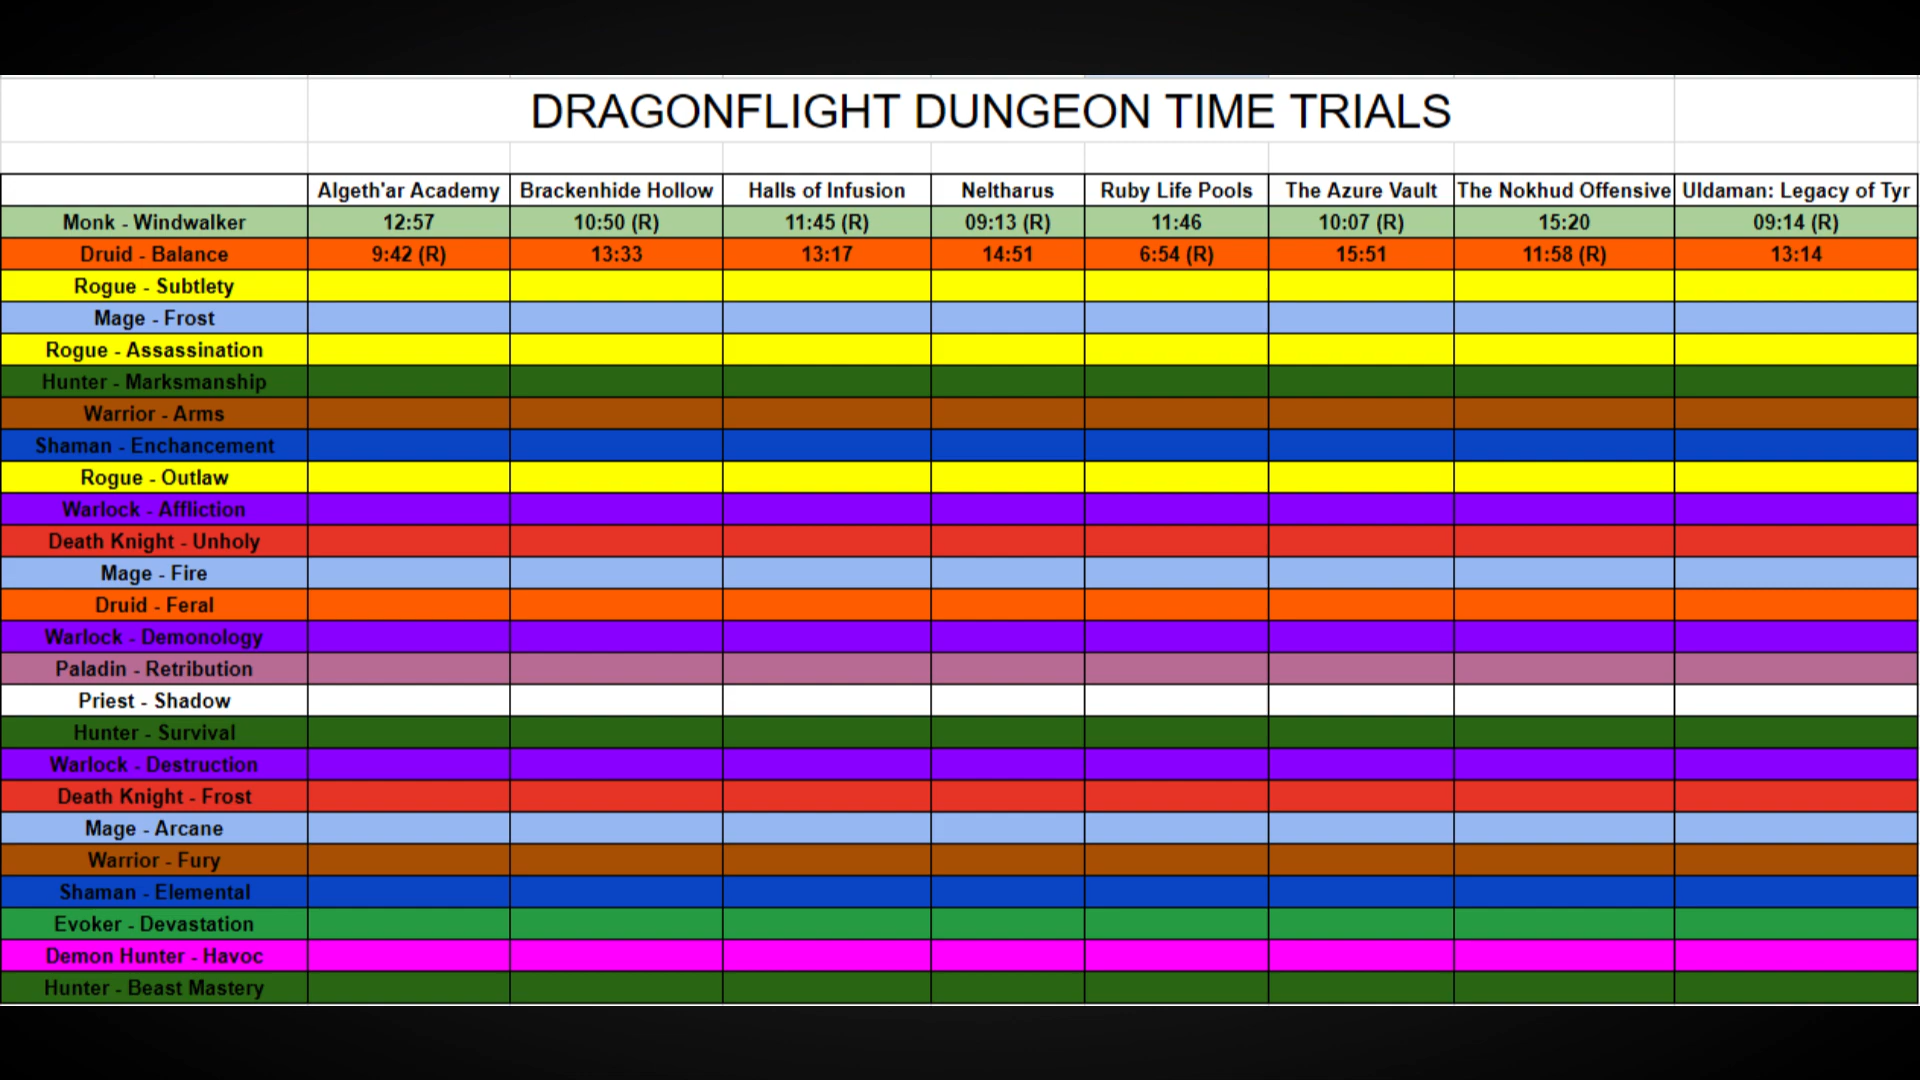 DRAGONFLIGHT DUNGEON TIME TRIALS
Algeth'ar Academy Brackenhide Hollow Halls of Infusion Neltharus Ruby Life Pools The Azure Vault The Nokhud Offensive Uldaman: Legacy of Tyr
Monk - Windwalker 12:57 10:50 (R) 11:45 (R) 09:13 (R) 11:46 10:07 (R) 15:20 09:14 (R)
Druid - Balance 9:42 (R) 13:33 13:17 14:51 6:54 (R) 15:51 11:58 (R) 13:14
Rogue - Subtlety
Mage - Frost
Rogue - Assassination
Hunter - Marksmanship
Warrior - Arms
Shaman - Enchancement
Rogue - Outlaw
Warlock - Affliction
Death Knight - Unholy
Mage - Fire
Druid - Feral
Warlock - Demonology
Paladin - Retribution
Priest - Shadow
Hunter - Survival
Warlock - Destruction
Death Knight - Frost
Mage - Arcane
Warrior - Fury
Shaman - Elemental
Evoker - Devastation
Demon Hunter - Havoc
Hunter - Beast Mastery